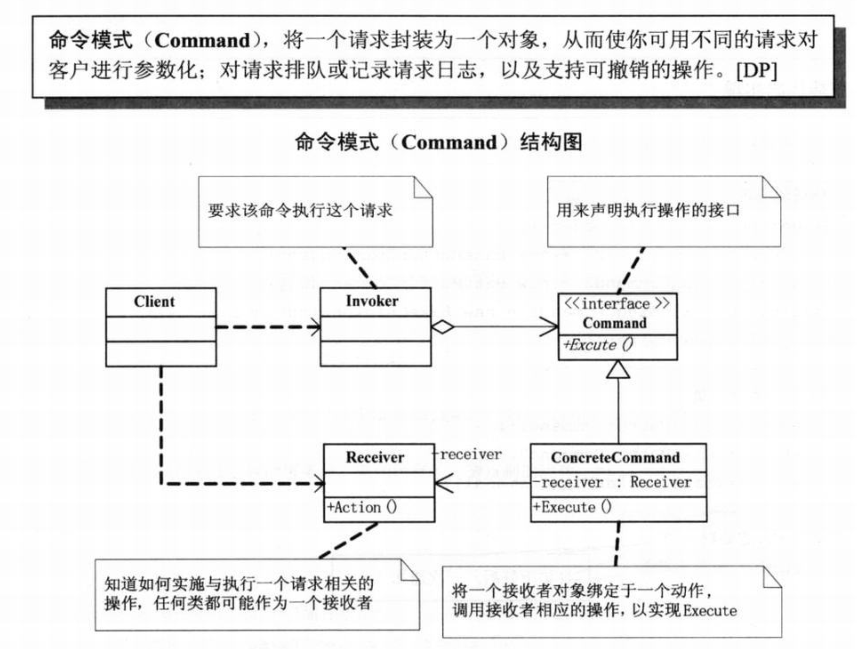 命令模式（Command），将一个请求封装为一个对象，从而使你可用不同的请求对
客户进行参数化；对请求排队或记录请求日志，以及支持可撤销的操作。[DP]
命令模式（Command）结构图
要求该命令执行这个请求
用来声明执行操作的接口
Client
Invoker
<<interface>>
Command
+Excute()
Receiver
+Action()
-receiver
ConcreteCommand
-receiver : Receiver
+Execute()
知道如何实施与执行一个请求相关的
操作，任何类都可能作为一个接收者
将一个接收者对象绑定于一个动作，
调用接收者相应的操作，以实现Execute